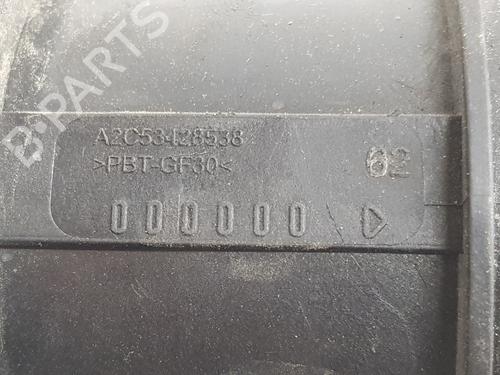 B-PARTS
A2C53428538
>PBT-GF30< 62
000000